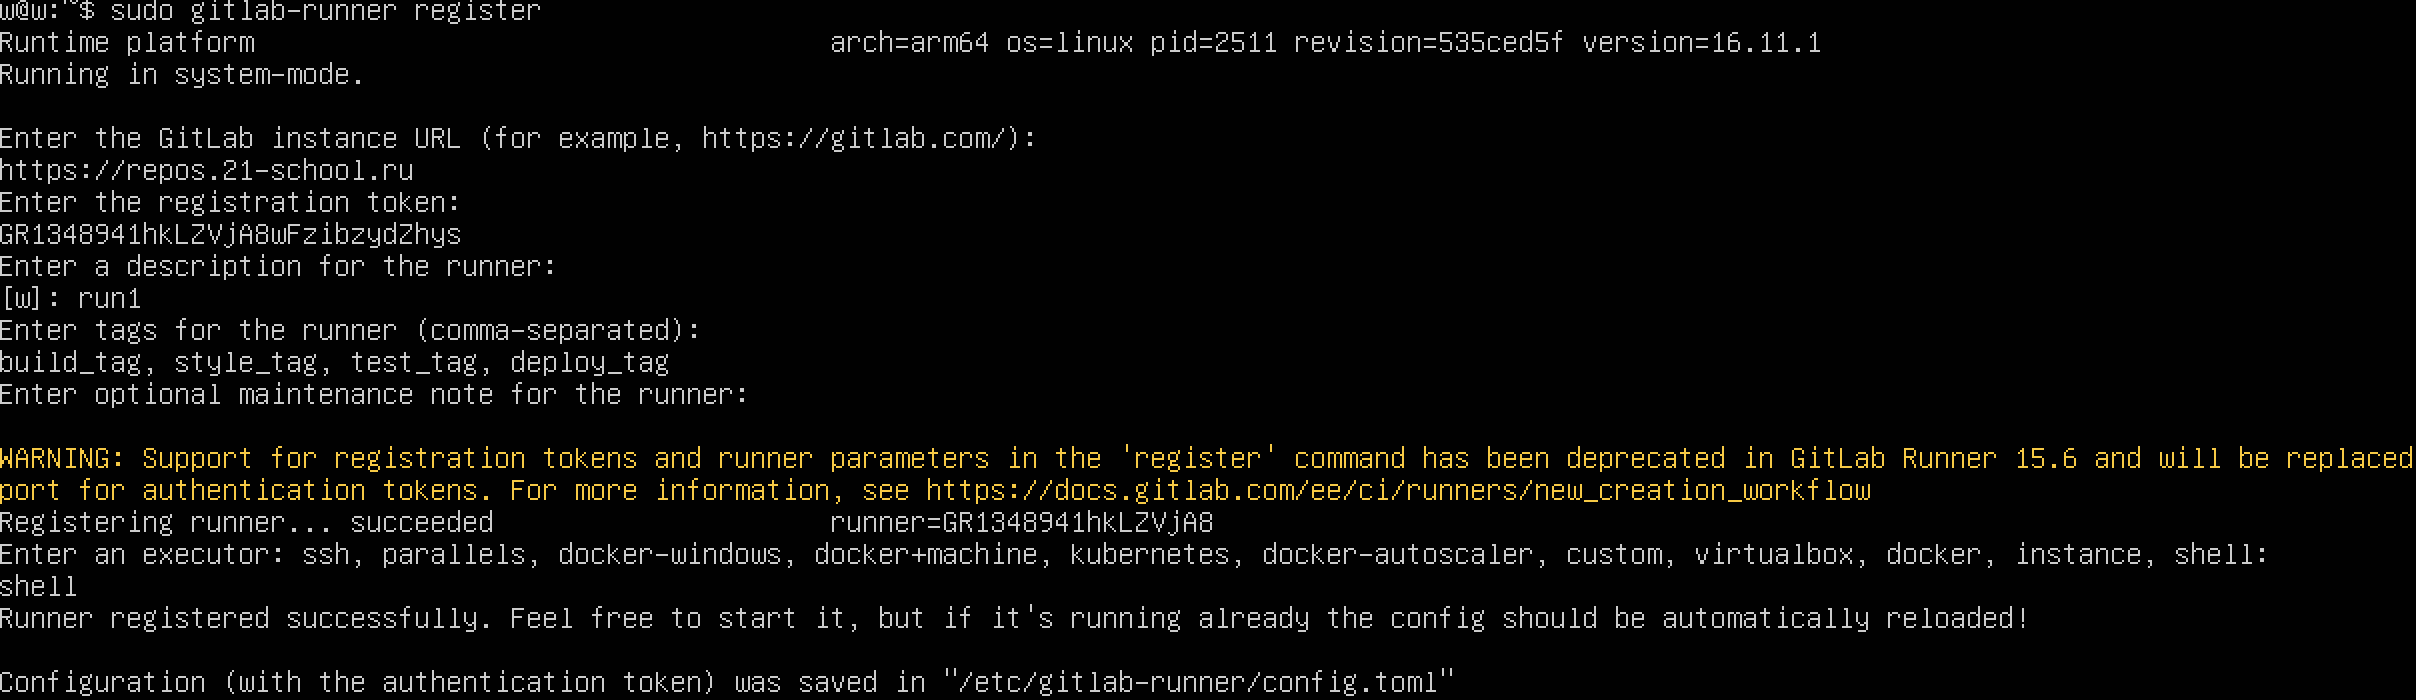 w@w:~$ sudo gitlab-runner register
Runtime platform                                    arch=arm64 os=linux pid=2511 revision=535ced5f version=16.11.1
Running in system-mode.
Enter the GitLab instance URL (for example, https://gitlab.com/):
https://repos.21-school.ru
Enter the registration token:
GR1348941hkLZVjA8wFzibzydZhys
Enter a description for the runner:
[w]: run1
Enter tags for the runner (comma-separated):
build_tag, style_tag, test_tag, deploy_tag
Enter optional maintenance note for the runner:
WARNING: Support for registration tokens and runner parameters in the 'register' command has been deprecated in GitLab Runner 15.6 and will be replaced
port for authentication tokens. For more information, see https://docs.gitlab.com/ee/ci/runners/new_creation_workflow
Registering runner... succeeded                     runner=GR1348941hkLZVjA8
Enter an executor: ssh, parallels, docker-windows, docker+machine, kubernetes, docker-autoscaler, custom, virtualbox, docker, instance, shell:
shell
Runner registered successfully. Feel free to start it, but if it's running already the config should be automatically reloaded!
Configuration (with the authentication token) was saved in "/etc/gitlab-runner/config.toml"